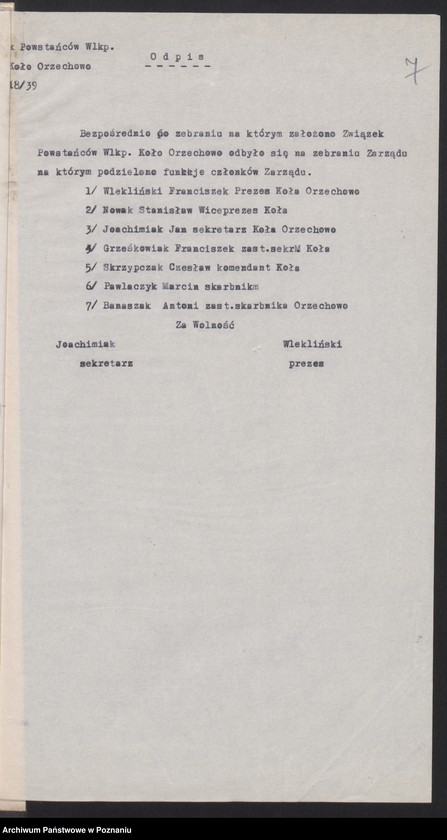 k Powstańców Wlkp.
Koło Orzechowo
18/39
O d p i s
7
Bezpośrednio po zebraniu na którym założono Związek
Powstańców Wlkp. Koło Orzechowo odbyło się na zebraniu Zarządu
na którym podzielono funkcje członków Zarządu.
1/ Wlekliński Franciszek Prezes Koła Orzechowo
2/ Nowak Stanisław Wiceprezes Koła
3/ Joachimiak Jan sekretarz Koła Orzechowo
4/ Grześkowiak Franciszek zast.sekr Koła
5/ Skrzypczak Czesław komendant Koła
6/ Pawlaczyk Marcin skarbnik
7/ Banaszak Antoni zast.skarbnika Orzechowo
Za Wolność
Joachimiak Wlekliński
sekretarz prezes
Archiwum Państwowe w Poznaniu